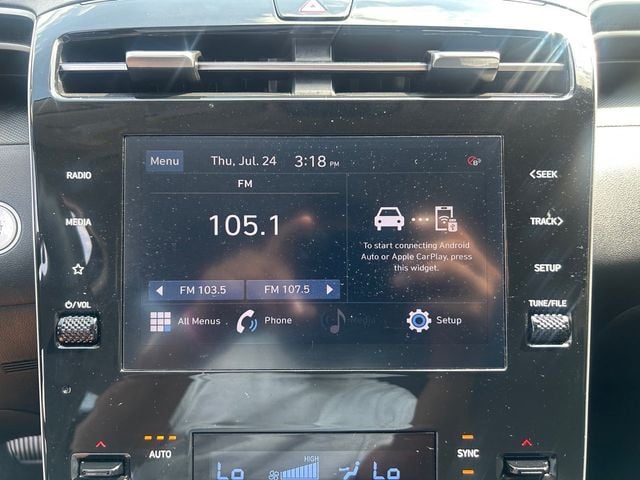 Menu Thu, Jul. 24 3:18 PM
FM
105.1
FM 103.5 FM 107.5
To start connecting Android
Auto or Apple CarPlay, press
this widget.
All Menus Phone Media Setup
RADIO
MEDIA
VOL
< SEEK
TRACK >
SETUP
TUNE/FILE
AUTO
SYNC
HIGH
Lo Lo